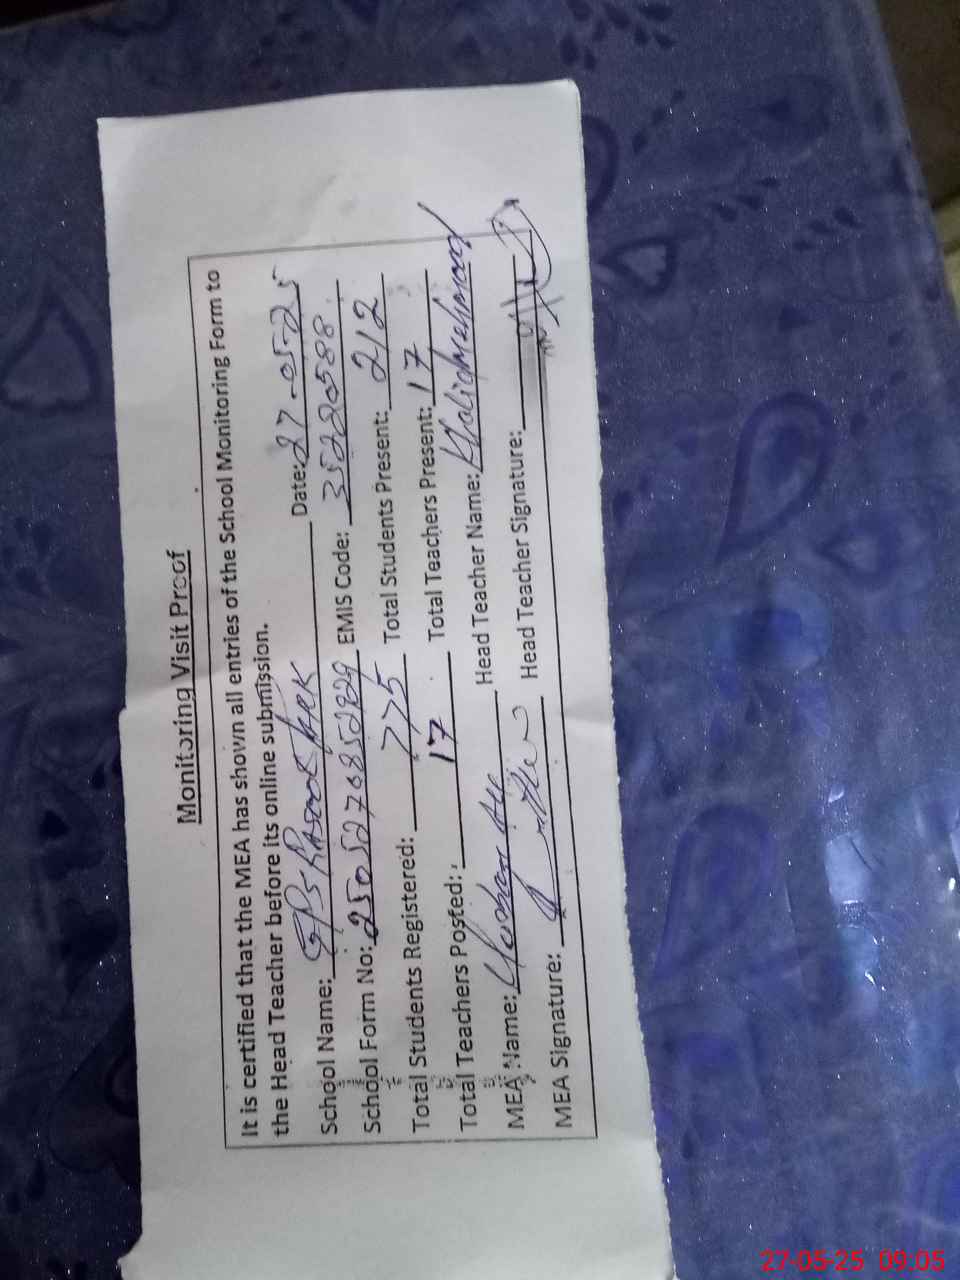 Monitoring Visit Proof
It is certified that the MEA has shown all entries of the School Monitoring Form to
the Head Teacher before its online submission.
School Name: GPS Date: 27-05-25
School Form No: EMIS Code: 35220588
Total Students Registered: 225 Total Students Present: 212
Total Teachers Posted: 17 Total Teachers Present: 17
MEA Name: Head Teacher Name: Khalid mehmood
MEA Signature: Head Teacher Signature:
27-05-25 09:05